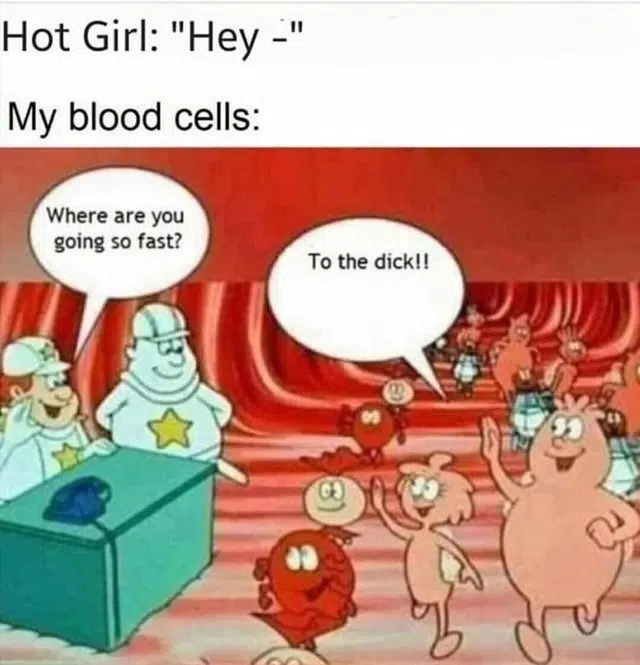 Hot Girl: "Hey -"
My blood cells:
Where are you
going so fast?
To the dick!!